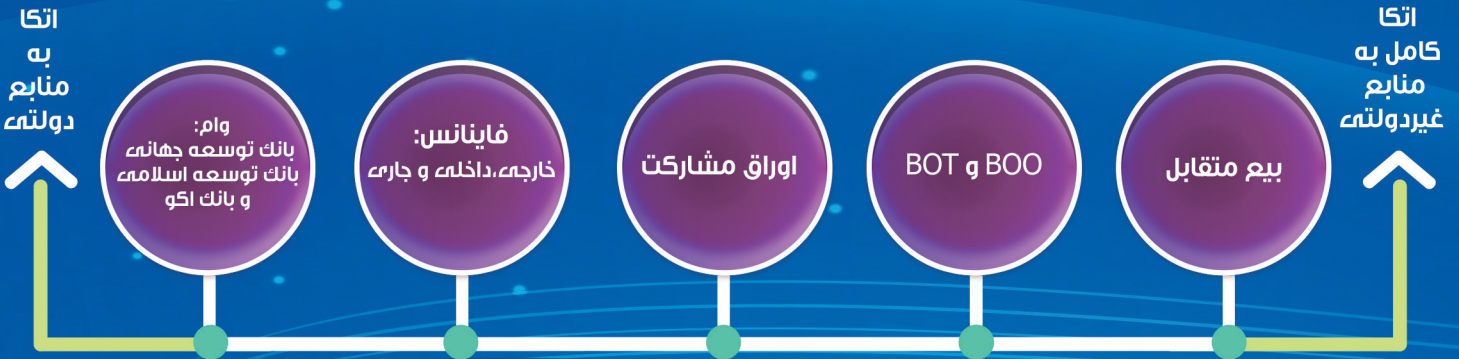 اتکا
کامل به
منابع
غیردولتی
بیع متقابل
BOO و BOT
اوراق مشارکت
فاینانس:
خارجی،داخلی و جاری
وام:
بانک توسعه جهانی
بانک توسعه اسلامی
و بانک اکو
اتکا
به
منابع
دولتی